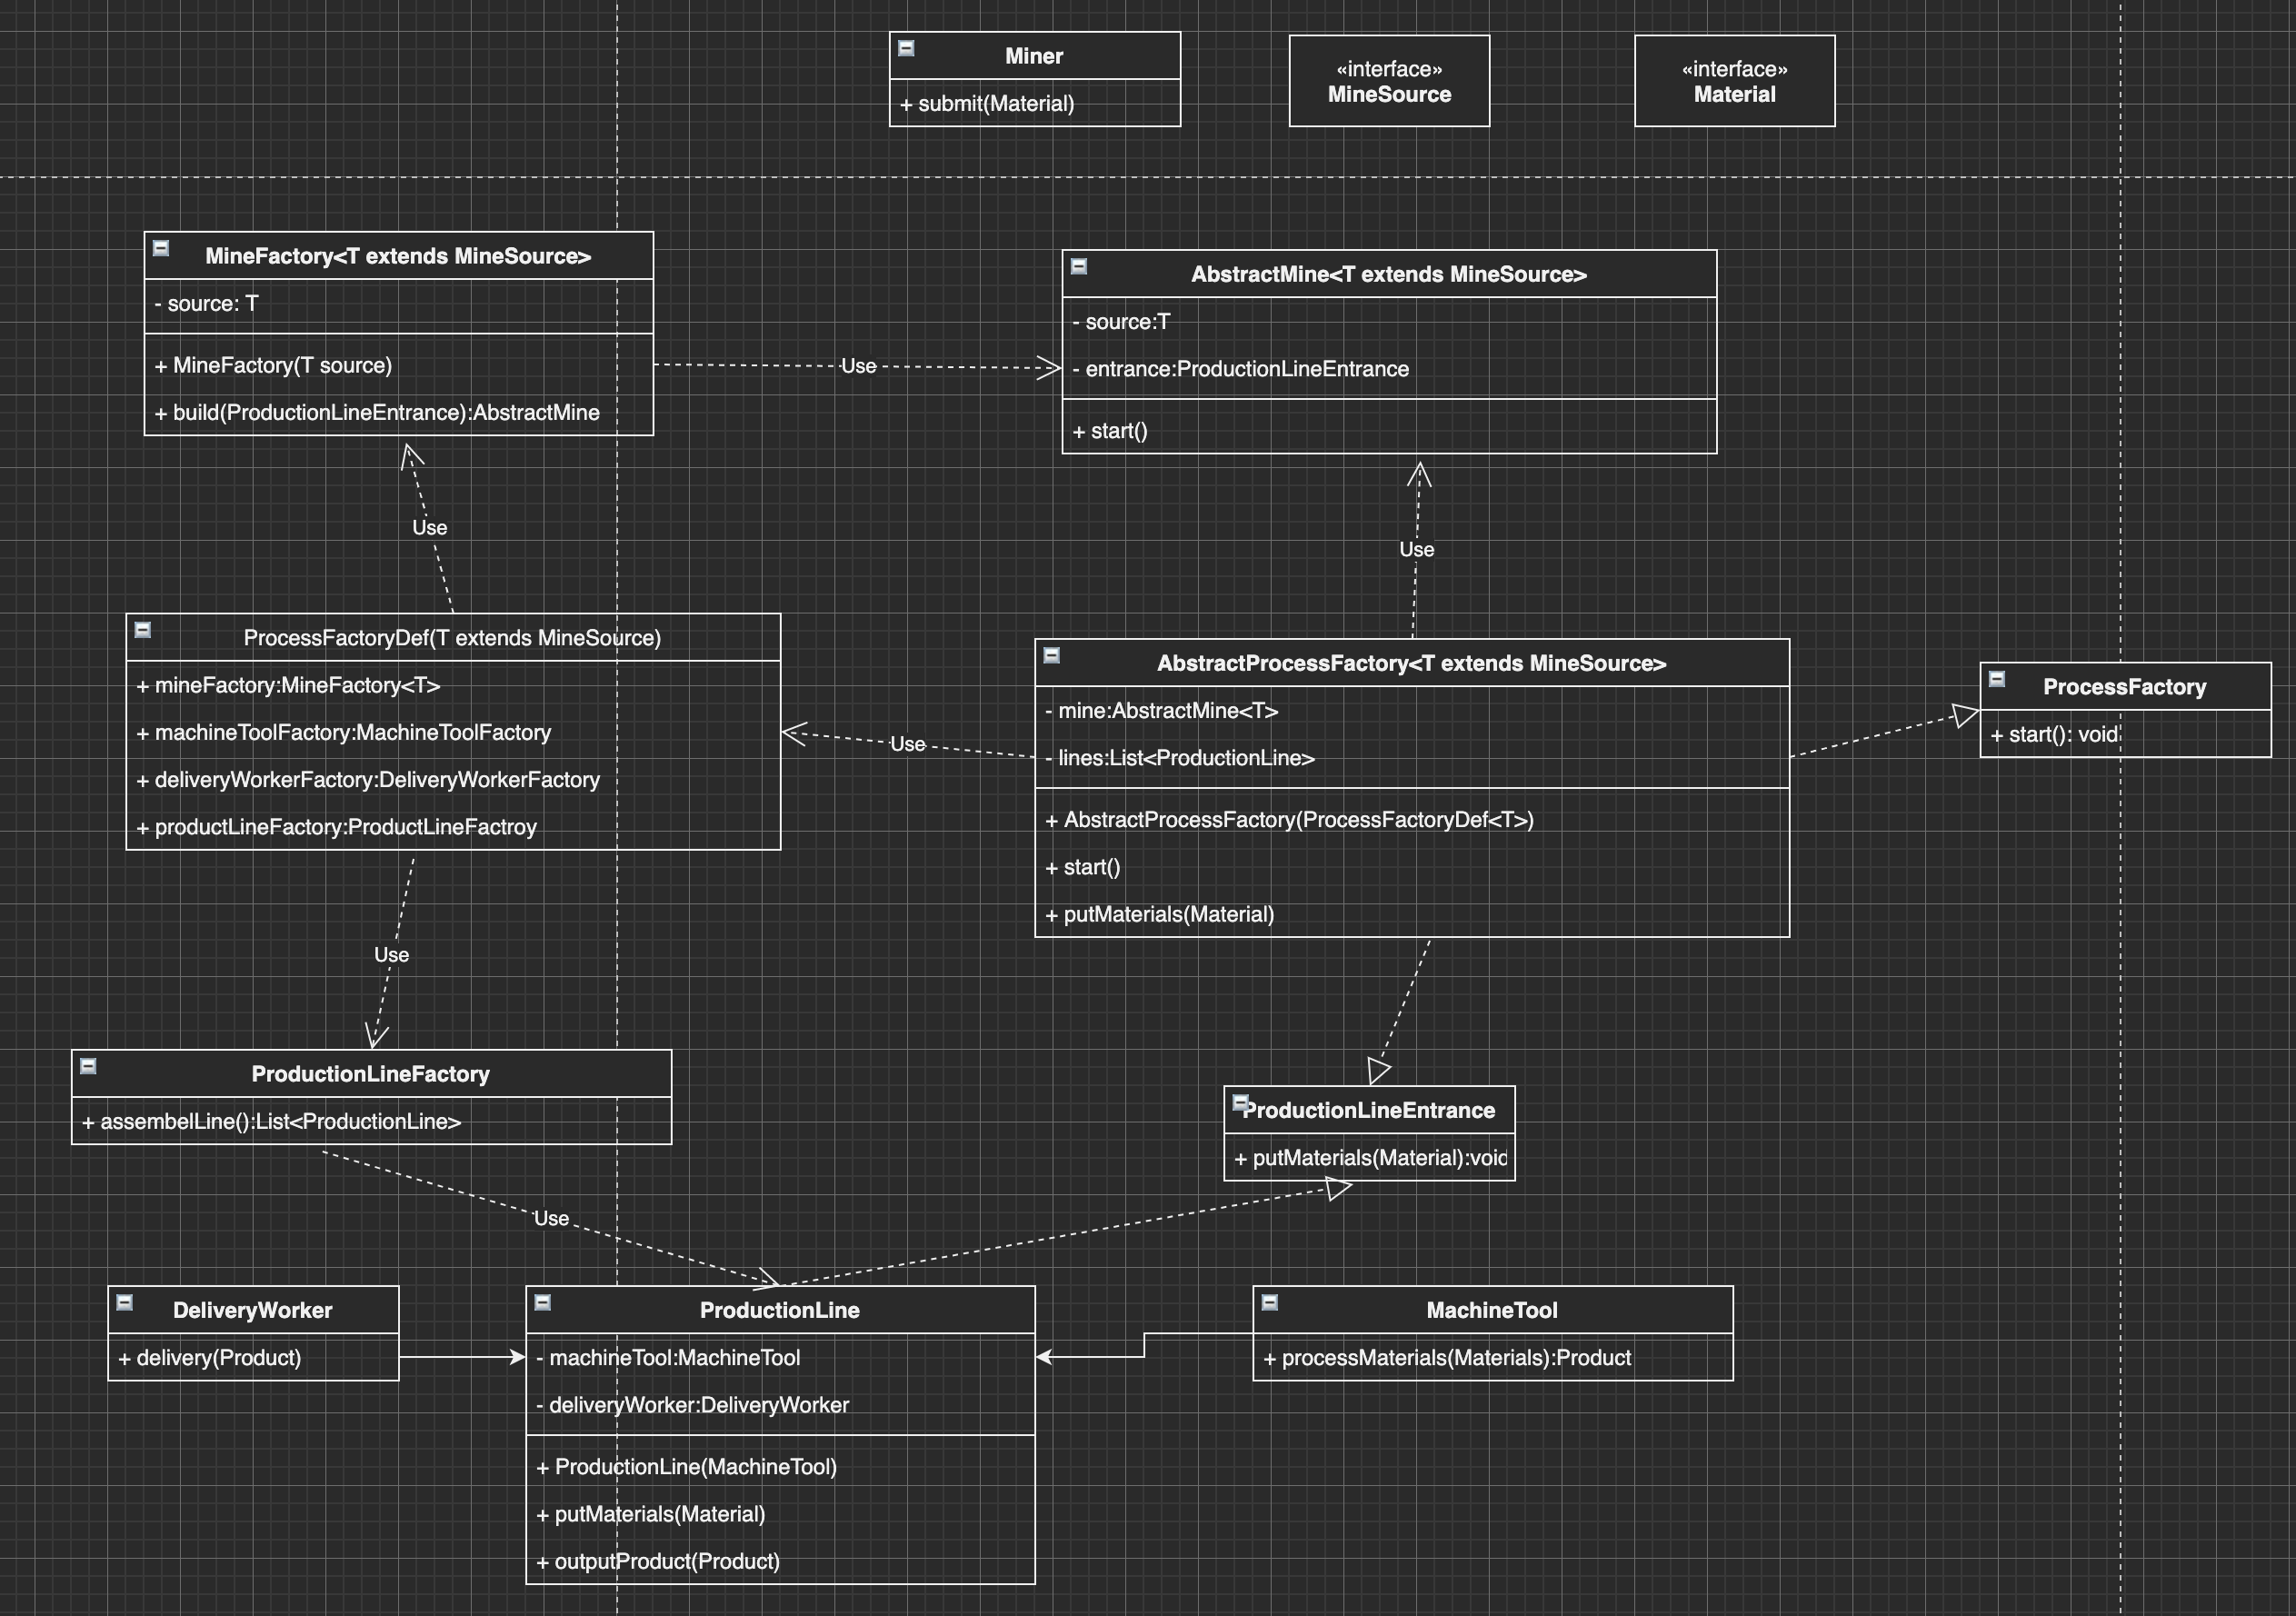 Miner
+ submit(Material)
«interface»
MineSource
«interface»
Material
MineFactory<T extends MineSource>
- source: T
+ MineFactory(T source)
+ build(ProductionLineEntrance):AbstractMine
Use
AbstractMine<T extends MineSource>
- source:T
- entrance:ProductionLineEntrance
+ start()
Use
Use
ProcessFactoryDef(T extends MineSource)
+ mineFactory:MineFactory<T>
+ machineToolFactory:MachineToolFactory
+ deliveryWorkerFactory:DeliveryWorkerFactory
+ productLineFactory:ProductLineFactroy
Use
AbstractProcessFactory<T extends MineSource>
- mine:AbstractMine<T>
- lines:List<ProductionLine>
+ AbstractProcessFactory(ProcessFactoryDef<T>)
+ start()
+ putMaterials(Material)
ProcessFactory
+ start(): void
Use
ProductionLineFactory
+ assembelLine():List<ProductionLine>
ProductionLineEntrance
+ putMaterials(Material):void
Use
DeliveryWorker
+ delivery(Product)
ProductionLine
- machineTool:MachineTool
- deliveryWorker:DeliveryWorker
+ ProductionLine(MachineTool)
+ putMaterials(Material)
+ outputProduct(Product)
MachineTool
+ processMaterials(Materials):Product